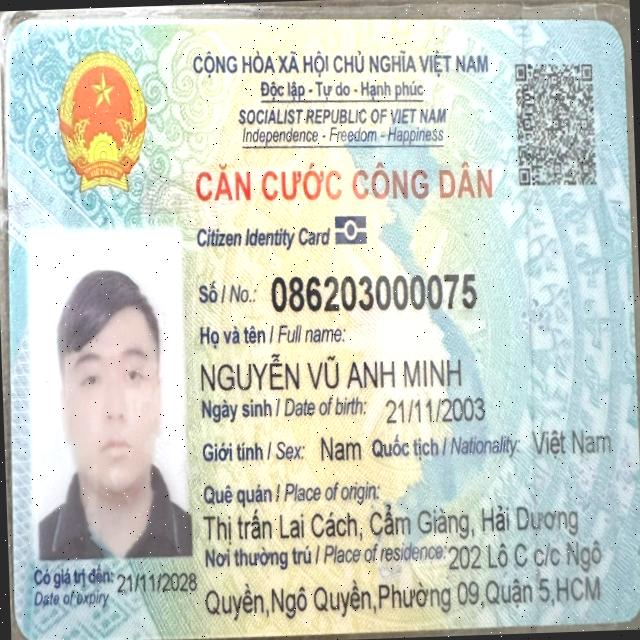 CỘNG HÒA XÃ HỘI CHỦ NGHĨA VIỆT NAM
Độc lập - Tự do - Hạnh phúc
SOCIALIST REPUBLIC OF VIET NAM
Independence - Freedom - Happiness
CĂN CƯỚC CÔNG DÂN
Citizen Identity Card
Số / No.: 086203000075
Họ và tên / Full name:
NGUYỄN VŨ ANH MINH
Ngày sinh / Date of birth: 21/11/2003
Giới tính / Sex: Nam Quốc tịch / Nationality: Việt Nam
Quê quán / Place of origin:
Thị trấn Lai Cách, Cẩm Giàng, Hải Dương
Nơi thường trú / Place of residence: 202 Lô C c/c Ngô
Quyền,Ngô Quyền,Phường 09,Quân 5,HCM
Có giá trị đến: 21/11/2028
Date of expiry
VIỆT NAM